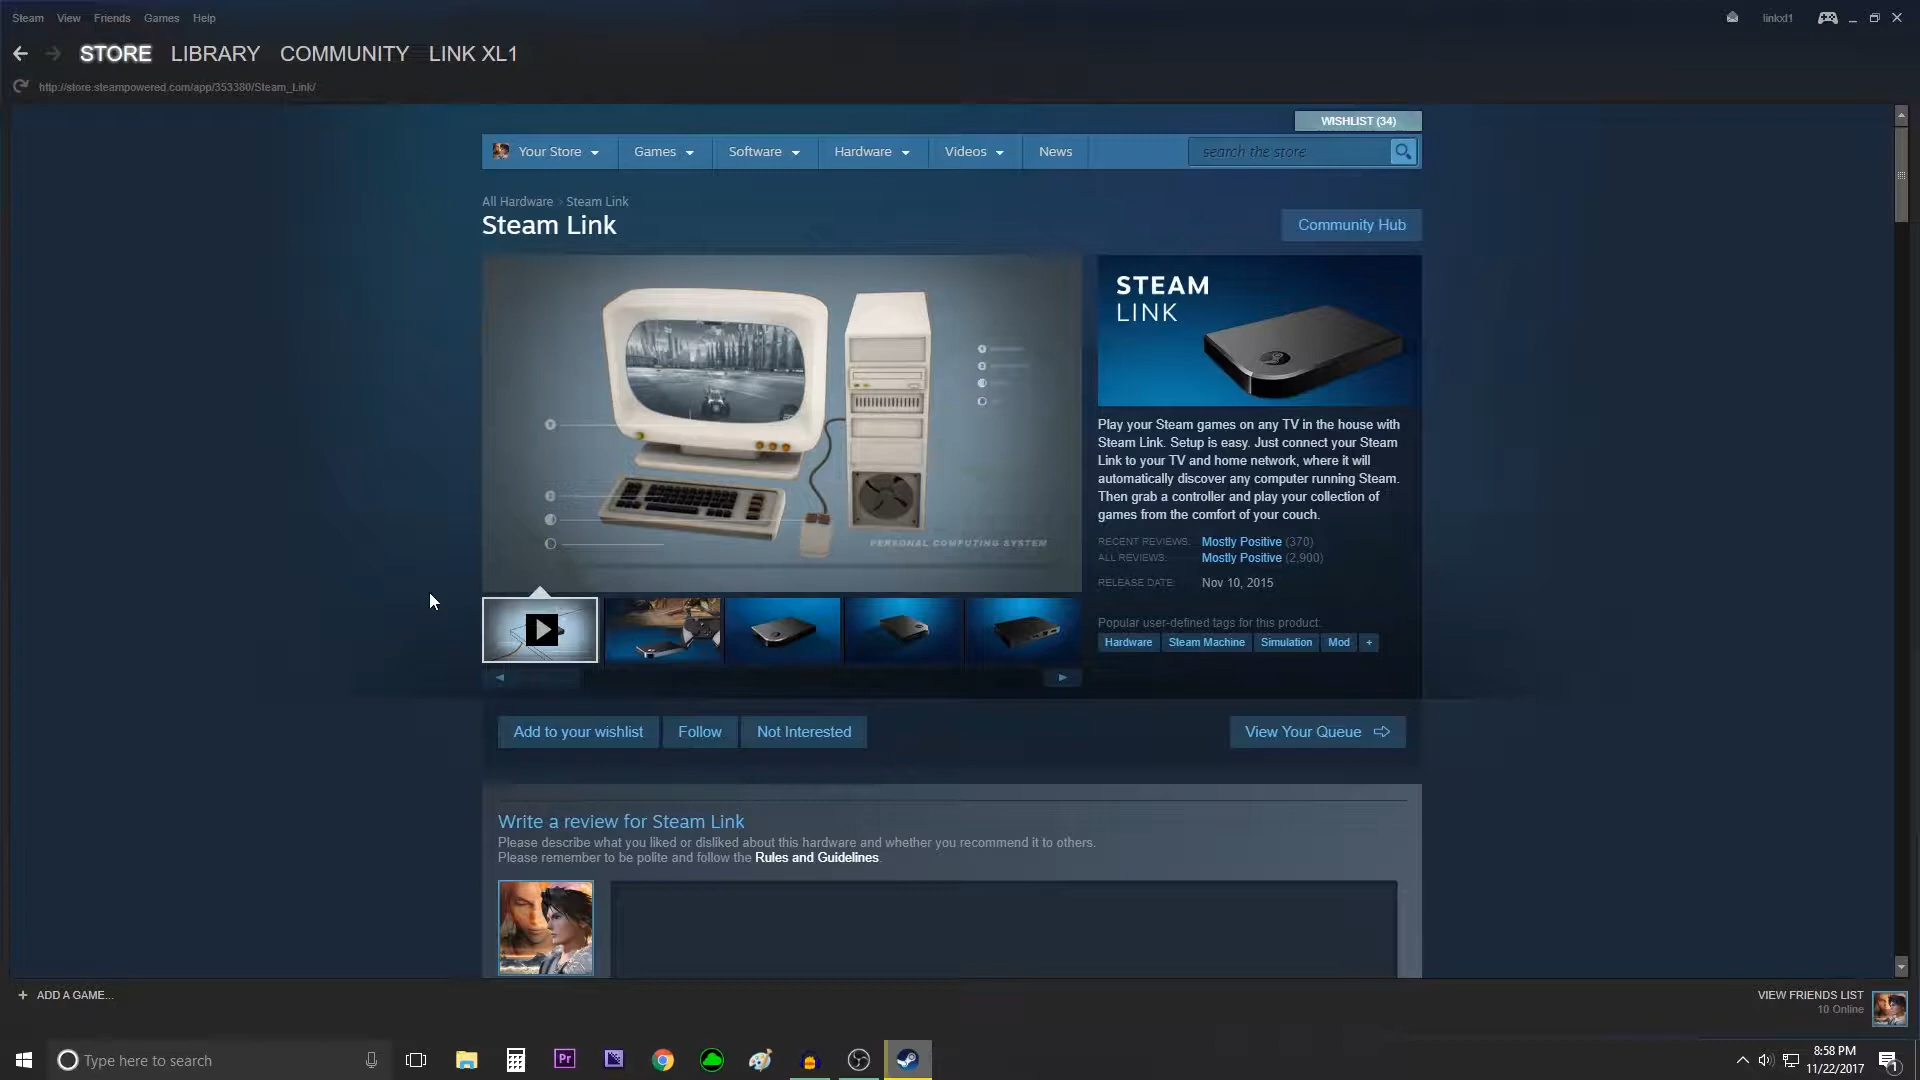 Steam View Friends Games Help
linkxl1
STORE LIBRARY COMMUNITY LINK XL1
http://store.steampowered.com/app/353380/Steam_Link/
WISHLIST (34)
Your Store Games Software Hardware Videos News
search the store
All Hardware > Steam Link
Steam Link
Community Hub
PERSONAL COMPUTING SYSTEM
STEAM
LINK
Play your Steam games on any TV in the house with
Steam Link. Setup is easy. Just connect your Steam
Link to your TV and home network, where it will
automatically discover any computer running Steam.
Then grab a controller and play your collection of
games from the comfort of your couch.
RECENT REVIEWS: Mostly Positive (370)
ALL REVIEWS: Mostly Positive (2,900)
RELEASE DATE: Nov 10, 2015
Popular user-defined tags for this product:
Hardware Steam Machine Simulation Mod +
Add to your wishlist Follow Not Interested
View Your Queue
Write a review for Steam Link
Please describe what you liked or disliked about this hardware and whether you recommend it to others.
Please remember to be polite and follow the Rules and Guidelines.
+ ADD A GAME...
VIEW FRIENDS LIST
10 Online
Type here to search
Pr
8:58 PM
11/22/2017
1